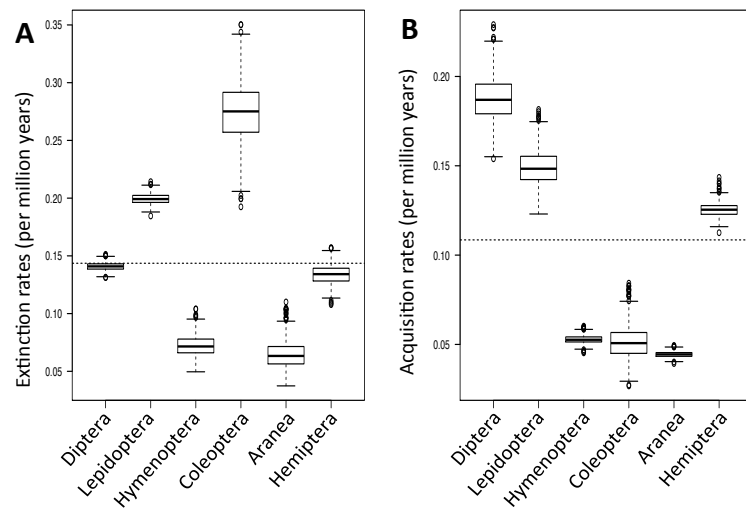 A
Extinction rates (per million years)
0.35
0.30
0.25
0.20
0.15
0.10
0.05
Diptera
Lepidoptera
Hymenoptera
Coleoptera
Aranea
Hemiptera
B
Acquisition rates (per million years)
0.20
0.15
0.10
0.05
Diptera
Lepidoptera
Hymenoptera
Coleoptera
Aranea
Hemiptera